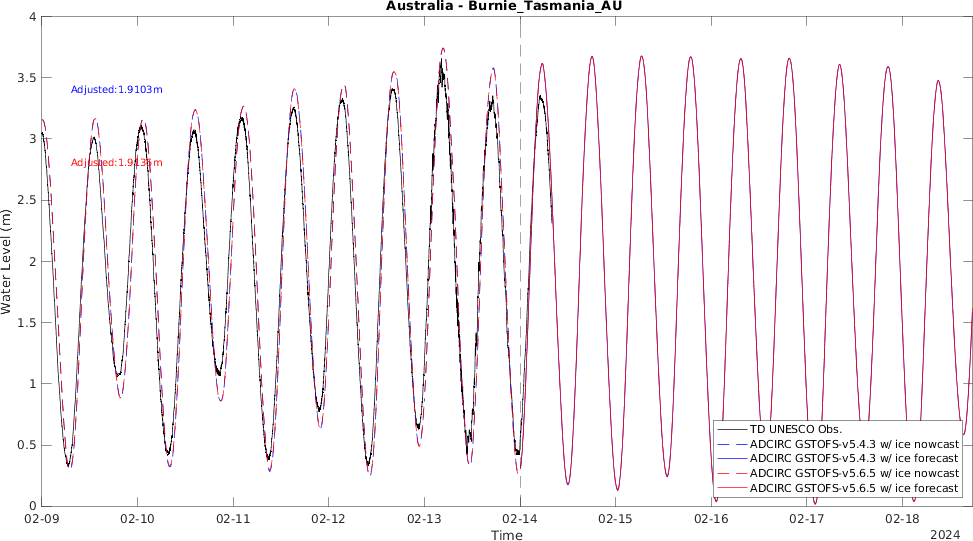 Australia - Burnie_Tasmania_AU
4
3.5
3
2.5
2
1.5
1
0.5
0
Water Level (m)
Adjusted:1.9103m
Adjusted:1.9435m
TD UNESCO Obs.
ADCIRC GSTOFS-v5.4.3 w/ ice nowcast
ADCIRC GSTOFS-v5.4.3 w/ ice forecast
ADCIRC GSTOFS-v5.6.5 w/ ice nowcast
ADCIRC GSTOFS-v5.6.5 w/ ice forecast
02-09 02-10 02-11 02-12 02-13 02-14 02-15 02-16 02-17 02-18
Time
2024